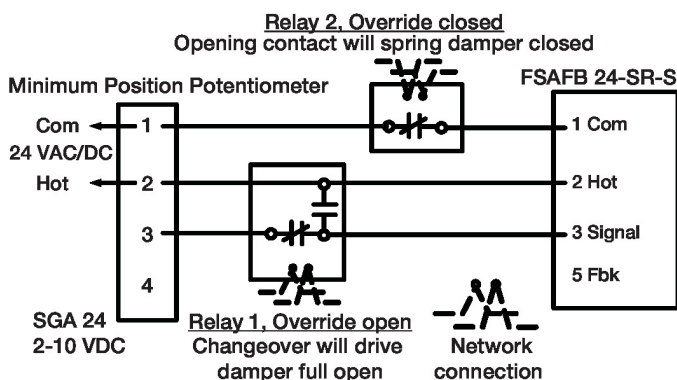 Relay 2, Override closed
Opening contact will spring damper closed
Minimum Position Potentiometer
FSAFB 24-SR-S
Com
1
1 Com
24 VAC/DC
Hot
2
2 Hot
3
3 Signal
4
5 Fbk
SGA 24
2-10 VDC
Relay 1, Override open
Changeover will drive
damper full open
Network
connection